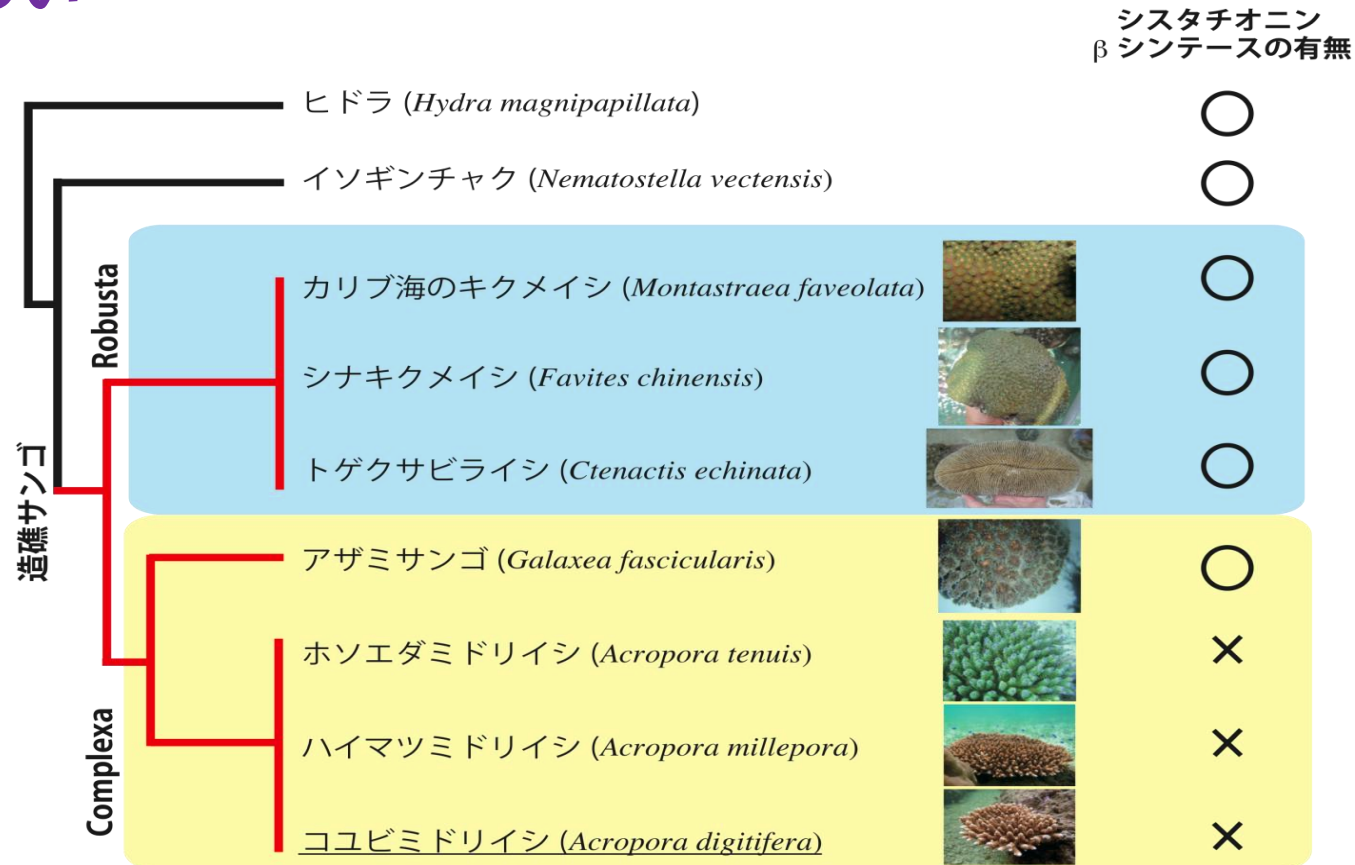 シスタチオニン
β シンテースの有無
ヒドラ (Hydra magnipapillata) ○
イソギンチャク (Nematostella vectensis) ○
造礁サンゴ
Robusta
カリブ海のキクメイシ (Montastraea faveolata) ○
シナキクメイシ (Favites chinensis) ○
トゲクサビライシ (Ctenactis echinata) ○
Complexa
アザミサンゴ (Galaxea fascicularis) ○
ホソエダミドリイシ (Acropora tenuis) ×
ハイマツミドリイシ (Acropora millepora) ×
コユビミドリイシ (Acropora digitifera) ×